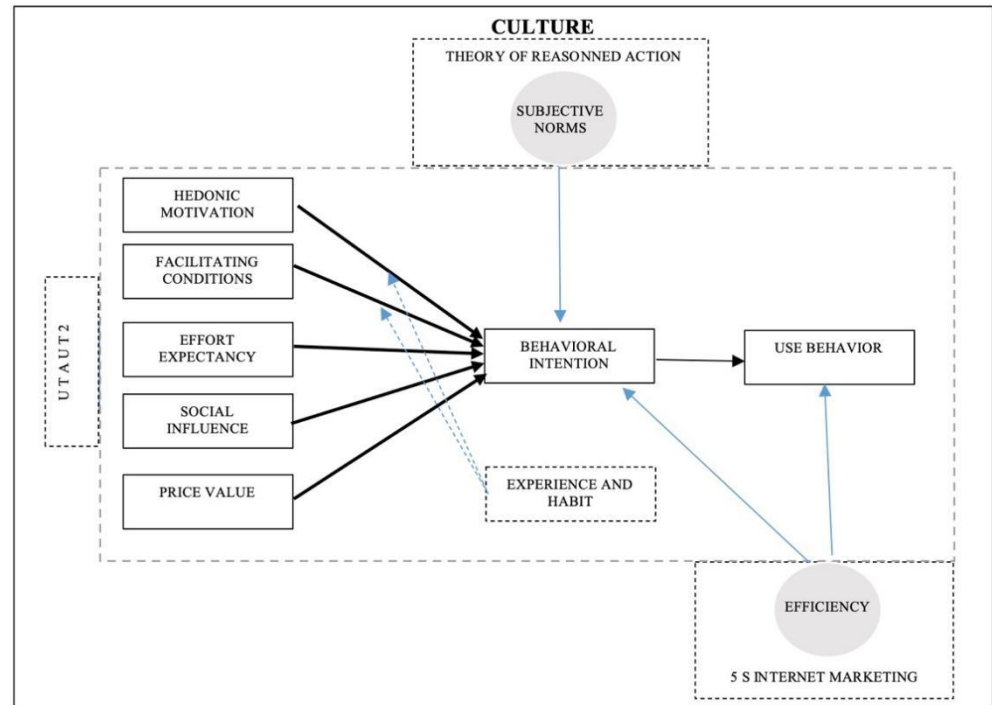 CULTURE
THEORY OF REASONNED ACTION
SUBJECTIVE
NORMS
HEDONIC
MOTIVATION
FACILITATING
CONDITIONS
EFFORT
EXPECTANCY
SOCIAL
INFLUENCE
PRICE VALUE
U T A U T 2
BEHAVIORAL
INTENTION
USE BEHAVIOR
EXPERIENCE AND
HABIT
EFFICIENCY
5 S INTERNET MARKETING